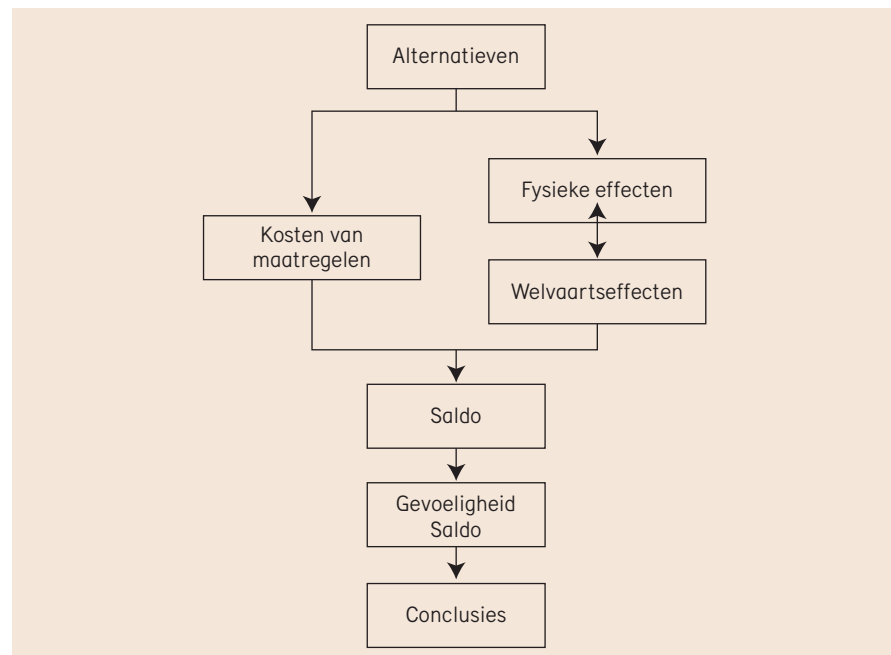 Alternatieven
Fysieke effecten
Kosten van
maatregelen
Welvaartseffecten
Saldo
Gevoeligheid
Saldo
Conclusies